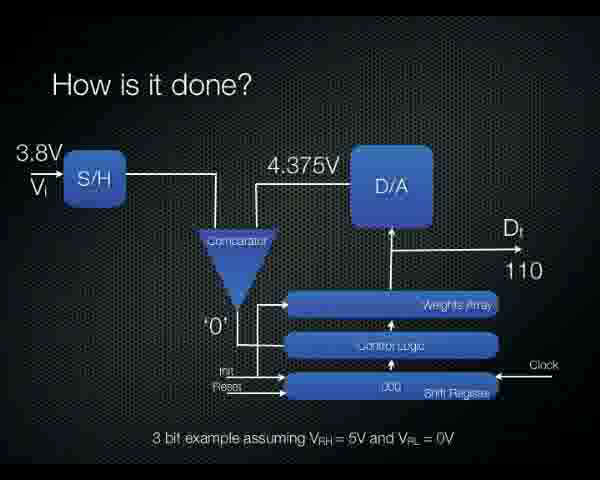 How is it done?
3.8V
S/H
4.375V
D/A
Vi
Comparator
Df
110
Weights Array
'0'
Control Logic
Init
Clock
Reset
000
Shift Register
3 bit example assuming VRH = 5V and VRL = 0V